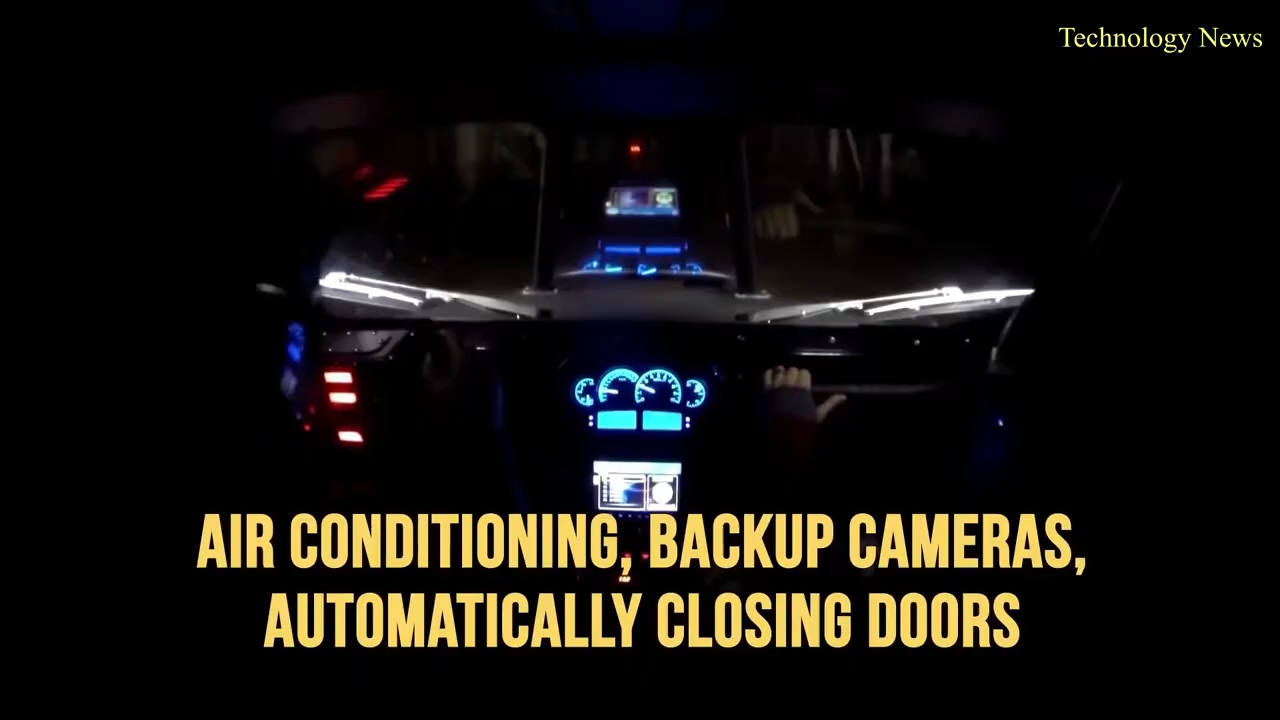 Technology News
AIR CONDITIONING, BACKUP CAMERAS,
AUTOMATICALLY CLOSING DOORS